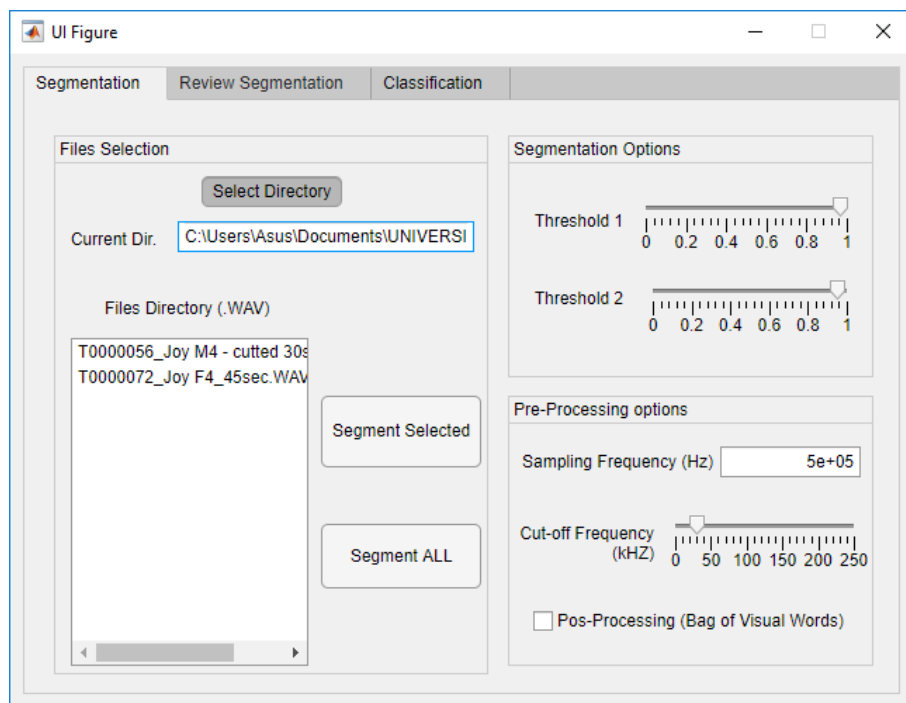 UI Figure
Segmentation Review Segmentation Classification
Files Selection
Select Directory
Current Dir. C:\Users\Asus\Documents\UNIVERSI
Files Directory (.WAV)
T0000056_Joy M4 - cutted 30s
T0000072_Joy F4_45sec.WAV
Segment Selected
Segment ALL
Segmentation Options
Threshold 1
0 0.2 0.4 0.6 0.8 1
Threshold 2
0 0.2 0.4 0.6 0.8 1
Pre-Processing options
Sampling Frequency (Hz) 5e+05
Cut-off Frequency
(kHZ)
0 50 100 150 200 250
Pos-Processing (Bag of Visual Words)